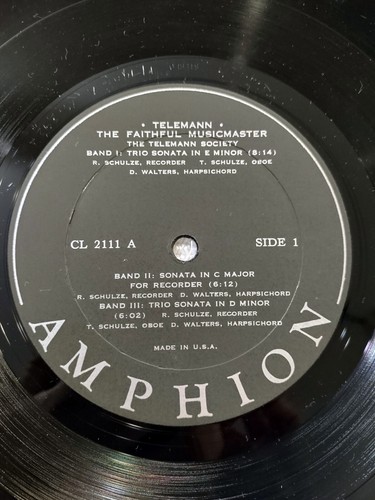 • TELEMANN •
THE FAITHFUL MUSICMASTER
THE TELEMANN SOCIETY
BAND I: TRIO SONATA IN E MINOR (8:14)
R. SCHULZE, RECORDER T. SCHULZE, OBOE
D. WALTERS, HARPSICHORD
CL 2111 A SIDE 1
BAND II: SONATA IN C MAJOR
FOR RECORDER (6:12)
R. SCHULZE, RECORDER D. WALTERS, HARPSICHORD
BAND III: TRIO SONATA IN D MINOR
(6:02) R. SCHULZE, RECORDER
T. SCHULZE, OBOE D. WALTERS, HARPSICHORD
MADE IN U.S.A.
AMPHION